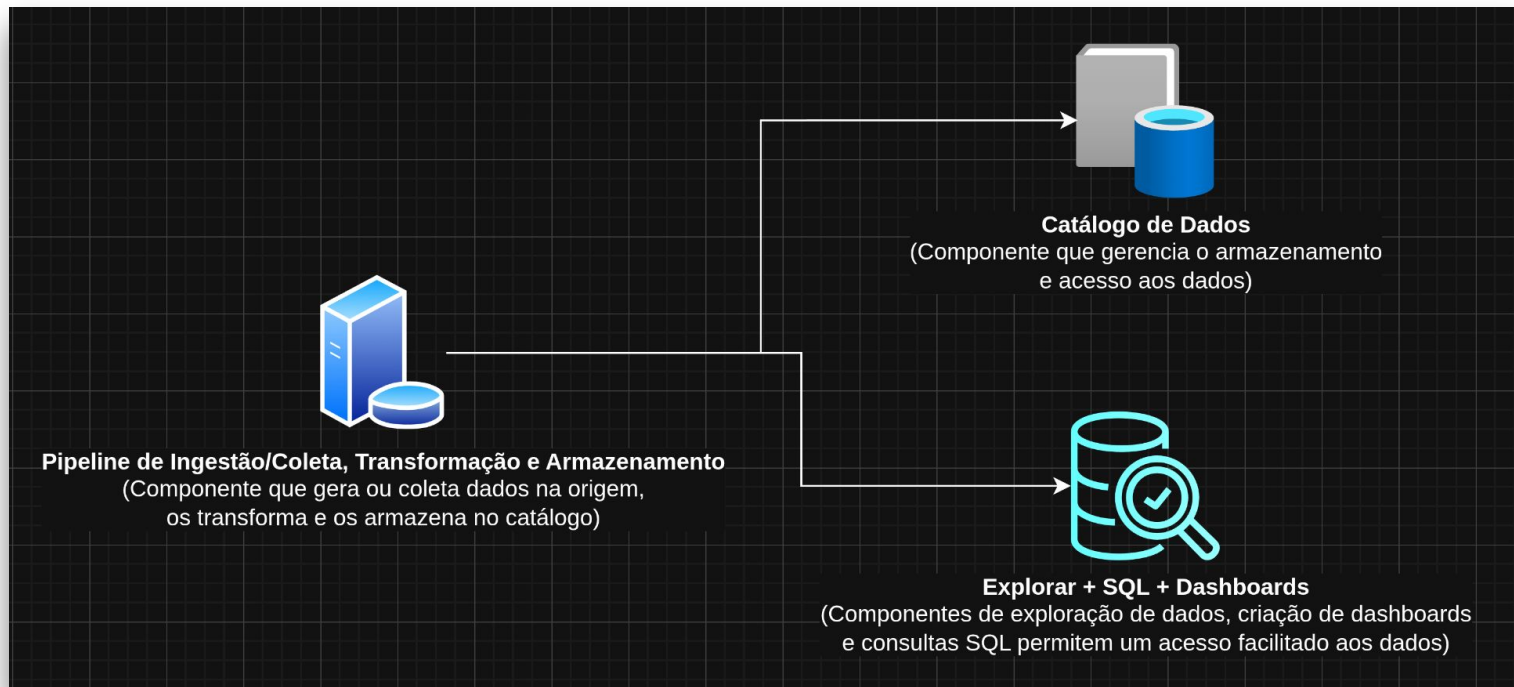 Catálogo de Dados
(Componente que gerencia o armazenamento
e acesso aos dados)
Pipeline de Ingestão/Coleta, Transformação e Armazenamento
(Componente que gera ou coleta dados na origem,
os transforma e os armazena no catálogo)
Explorar + SQL + Dashboards
(Componentes de exploração de dados, criação de dashboards
e consultas SQL permitem um acesso facilitado aos dados)